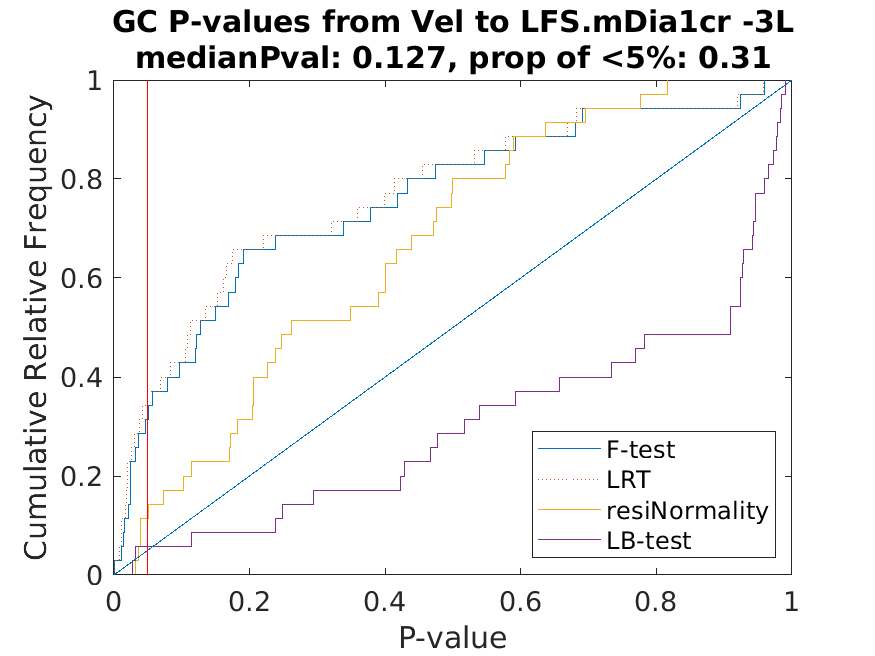 GC P-values from Vel to LFS.mDia1cr -3L
medianPval: 0.127, prop of <5%: 0.31
Cumulative Relative Frequency
1
0.8
0.6
0.4
0.2
0
0
0.2
0.4
0.6
0.8
1
P-value
F-test
LRT
resiNormality
LB-test